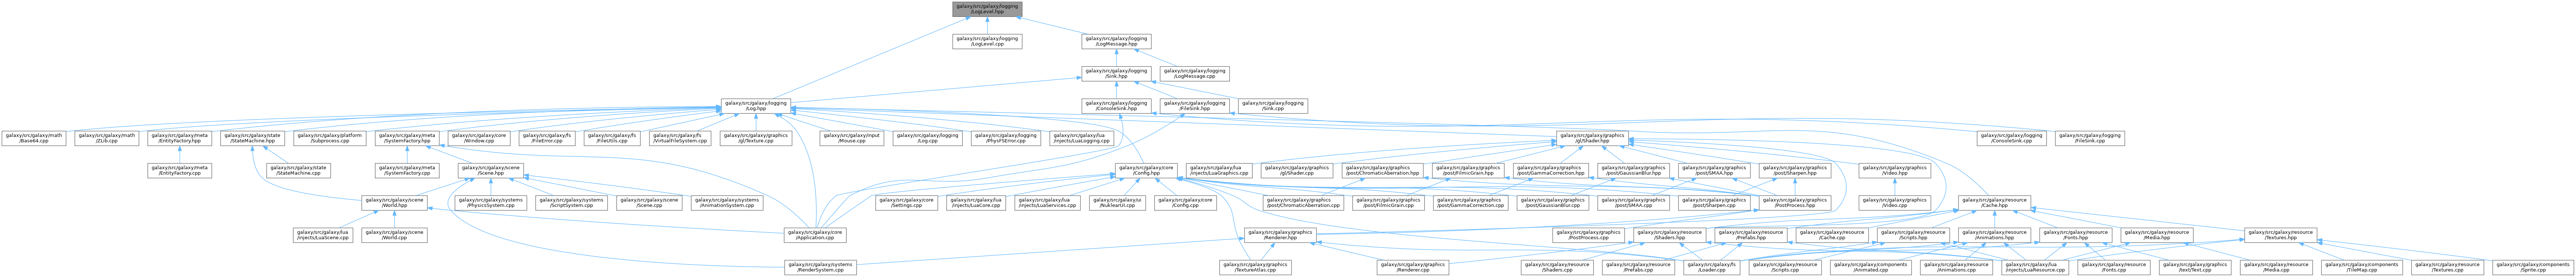 galaxy/src/galaxy/logging
/LogLevel.hpp
galaxy/src/galaxy/logging
/LogLevel.cpp
galaxy/src/galaxy/logging
/LogMessage.hpp
galaxy/src/galaxy/logging
/Sink.hpp
galaxy/src/galaxy/logging
/LogMessage.cpp
galaxy/src/galaxy/logging
/Log.hpp
galaxy/src/galaxy/logging
/ConsoleSink.hpp
galaxy/src/galaxy/logging
/FileSink.hpp
galaxy/src/galaxy/logging
/Sink.cpp
galaxy/src/galaxy/math
/Base64.cpp
galaxy/src/galaxy/math
/ZLib.cpp
galaxy/src/galaxy/meta
/EntityFactory.hpp
galaxy/src/galaxy/state
/StateMachine.hpp
galaxy/src/galaxy/platform
/Subprocess.cpp
galaxy/src/galaxy/meta
/SystemFactory.hpp
galaxy/src/galaxy/core
/Window.cpp
galaxy/src/galaxy/fs
/FileError.cpp
galaxy/src/galaxy/fs
/FileUtils.cpp
galaxy/src/galaxy/fs
/VirtualFileSystem.cpp
galaxy/src/galaxy/graphics
/gl/Texture.cpp
galaxy/src/galaxy/input
/Mouse.cpp
galaxy/src/galaxy/logging
/Log.cpp
galaxy/src/galaxy/logging
/PhysFSError.cpp
galaxy/src/galaxy/lua
/injects/LuaLogging.cpp
galaxy/src/galaxy/graphics
/gl/Shader.hpp
galaxy/src/galaxy/logging
/ConsoleSink.cpp
galaxy/src/galaxy/logging
/FileSink.cpp
galaxy/src/galaxy/meta
/EntityFactory.cpp
galaxy/src/galaxy/state
/StateMachine.cpp
galaxy/src/galaxy/meta
/SystemFactory.cpp
galaxy/src/galaxy/scene
/Scene.hpp
galaxy/src/galaxy/core
/Config.hpp
galaxy/src/galaxy/lua
/injects/LuaGraphics.cpp
galaxy/src/galaxy/graphics
/gl/Shader.cpp
galaxy/src/galaxy/graphics
/post/ChromaticAberration.hpp
galaxy/src/galaxy/graphics
/post/FilmicGrain.hpp
galaxy/src/galaxy/graphics
/post/GammaCorrection.hpp
galaxy/src/galaxy/graphics
/post/GaussianBlur.hpp
galaxy/src/galaxy/graphics
/post/SMAA.hpp
galaxy/src/galaxy/graphics
/post/Sharpen.hpp
galaxy/src/galaxy/graphics
/Video.hpp
galaxy/src/galaxy/scene
/World.hpp
galaxy/src/galaxy/systems
/PhysicsSystem.cpp
galaxy/src/galaxy/systems
/ScriptSystem.cpp
galaxy/src/galaxy/scene
/Scene.cpp
galaxy/src/galaxy/systems
/AnimationSystem.cpp
galaxy/src/galaxy/core
/Settings.cpp
galaxy/src/galaxy/lua
/injects/LuaCore.cpp
galaxy/src/galaxy/lua
/injects/LuaServices.cpp
galaxy/src/galaxy/ui
/NuklearUI.cpp
galaxy/src/galaxy/core
/Config.cpp
galaxy/src/galaxy/graphics
/post/ChromaticAberration.cpp
galaxy/src/galaxy/graphics
/post/FilmicGrain.cpp
galaxy/src/galaxy/graphics
/post/GammaCorrection.cpp
galaxy/src/galaxy/graphics
/post/GaussianBlur.cpp
galaxy/src/galaxy/graphics
/post/SMAA.cpp
galaxy/src/galaxy/graphics
/post/Sharpen.cpp
galaxy/src/galaxy/graphics
/PostProcess.hpp
galaxy/src/galaxy/graphics
/Video.cpp
galaxy/src/galaxy/resource
/Cache.hpp
galaxy/src/galaxy/lua
/injects/LuaScene.cpp
galaxy/src/galaxy/scene
/World.cpp
galaxy/src/galaxy/core
/Application.cpp
galaxy/src/galaxy/graphics
/Renderer.hpp
galaxy/src/galaxy/graphics
/PostProcess.cpp
galaxy/src/galaxy/resource
/Shaders.hpp
galaxy/src/galaxy/resource
/Prefabs.hpp
galaxy/src/galaxy/resource
/Cache.cpp
galaxy/src/galaxy/resource
/Scripts.hpp
galaxy/src/galaxy/resource
/Animations.hpp
galaxy/src/galaxy/resource
/Fonts.hpp
galaxy/src/galaxy/resource
/Media.hpp
galaxy/src/galaxy/resource
/Textures.hpp
galaxy/src/galaxy/systems
/RenderSystem.cpp
galaxy/src/galaxy/graphics
/TextureAtlas.cpp
galaxy/src/galaxy/graphics
/Renderer.cpp
galaxy/src/galaxy/resource
/Shaders.cpp
galaxy/src/galaxy/resource
/Prefabs.cpp
galaxy/src/galaxy/fs
/Loader.cpp
galaxy/src/galaxy/resource
/Scripts.cpp
galaxy/src/galaxy/components
/Animated.cpp
galaxy/src/galaxy/resource
/Animations.cpp
galaxy/src/galaxy/lua
/injects/LuaResource.cpp
galaxy/src/galaxy/resource
/Fonts.cpp
galaxy/src/galaxy/graphics
/text/Text.cpp
galaxy/src/galaxy/resource
/Media.cpp
galaxy/src/galaxy/components
/TileMap.cpp
galaxy/src/galaxy/resource
/Textures.cpp
galaxy/src/galaxy/components
/Sprite.cpp